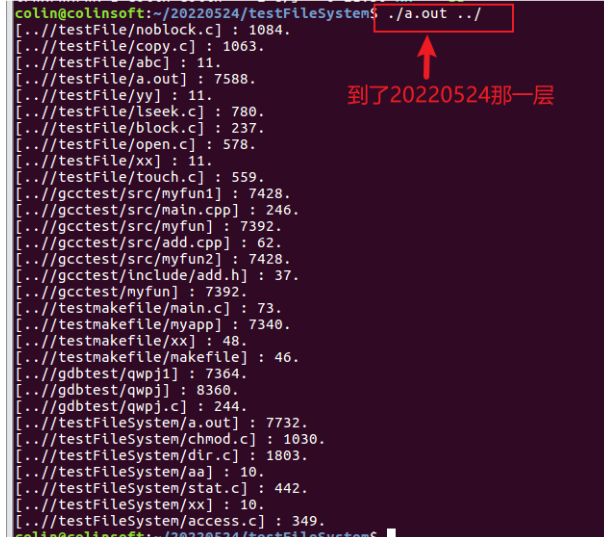 colin@colinsoft:~/20220524/testFileSystem$ ./a.out ../
[..//testFile/noblock.c] : 1084.
[..//testFile/copy.c] : 1063.
[..//testFile/abc] : 11.
[..//testFile/a.out] : 7588.
[..//testFile/yy] : 11.
到了20220524那一层
[..//testFile/lseek.c] : 780.
[..//testFile/block.c] : 237.
[..//testFile/open.c] : 578.
[..//testFile/xx] : 11.
[..//testFile/touch.c] : 559.
[..//gcctest/src/myfun1] : 7428.
[..//gcctest/src/main.cpp] : 246.
[..//gcctest/src/myfun] : 7392.
[..//gcctest/src/add.cpp] : 62.
[..//gcctest/src/myfun2] : 7428.
[..//gcctest/include/add.h] : 37.
[..//gcctest/myfun] : 7392.
[..//testmakefile/main.c] : 73.
[..//testmakefile/myapp] : 7340.
[..//testmakefile/xx] : 48.
[..//testmakefile/makefile] : 46.
[..//gdbtest/qwpj1] : 7364.
[..//gdbtest/qwpj] : 8360.
[..//gdbtest/qwpj.c] : 244.
[..//testFileSystem/a.out] : 7732.
[..//testFileSystem/chmod.c] : 1030.
[..//testFileSystem/dir.c] : 1803.
[..//testFileSystem/aa] : 10.
[..//testFileSystem/stat.c] : 442.
[..//testFileSystem/xx] : 10.
[..//testFileSystem/access.c] : 349.
colin@colinsoft:~/20220524/testFileSystem$